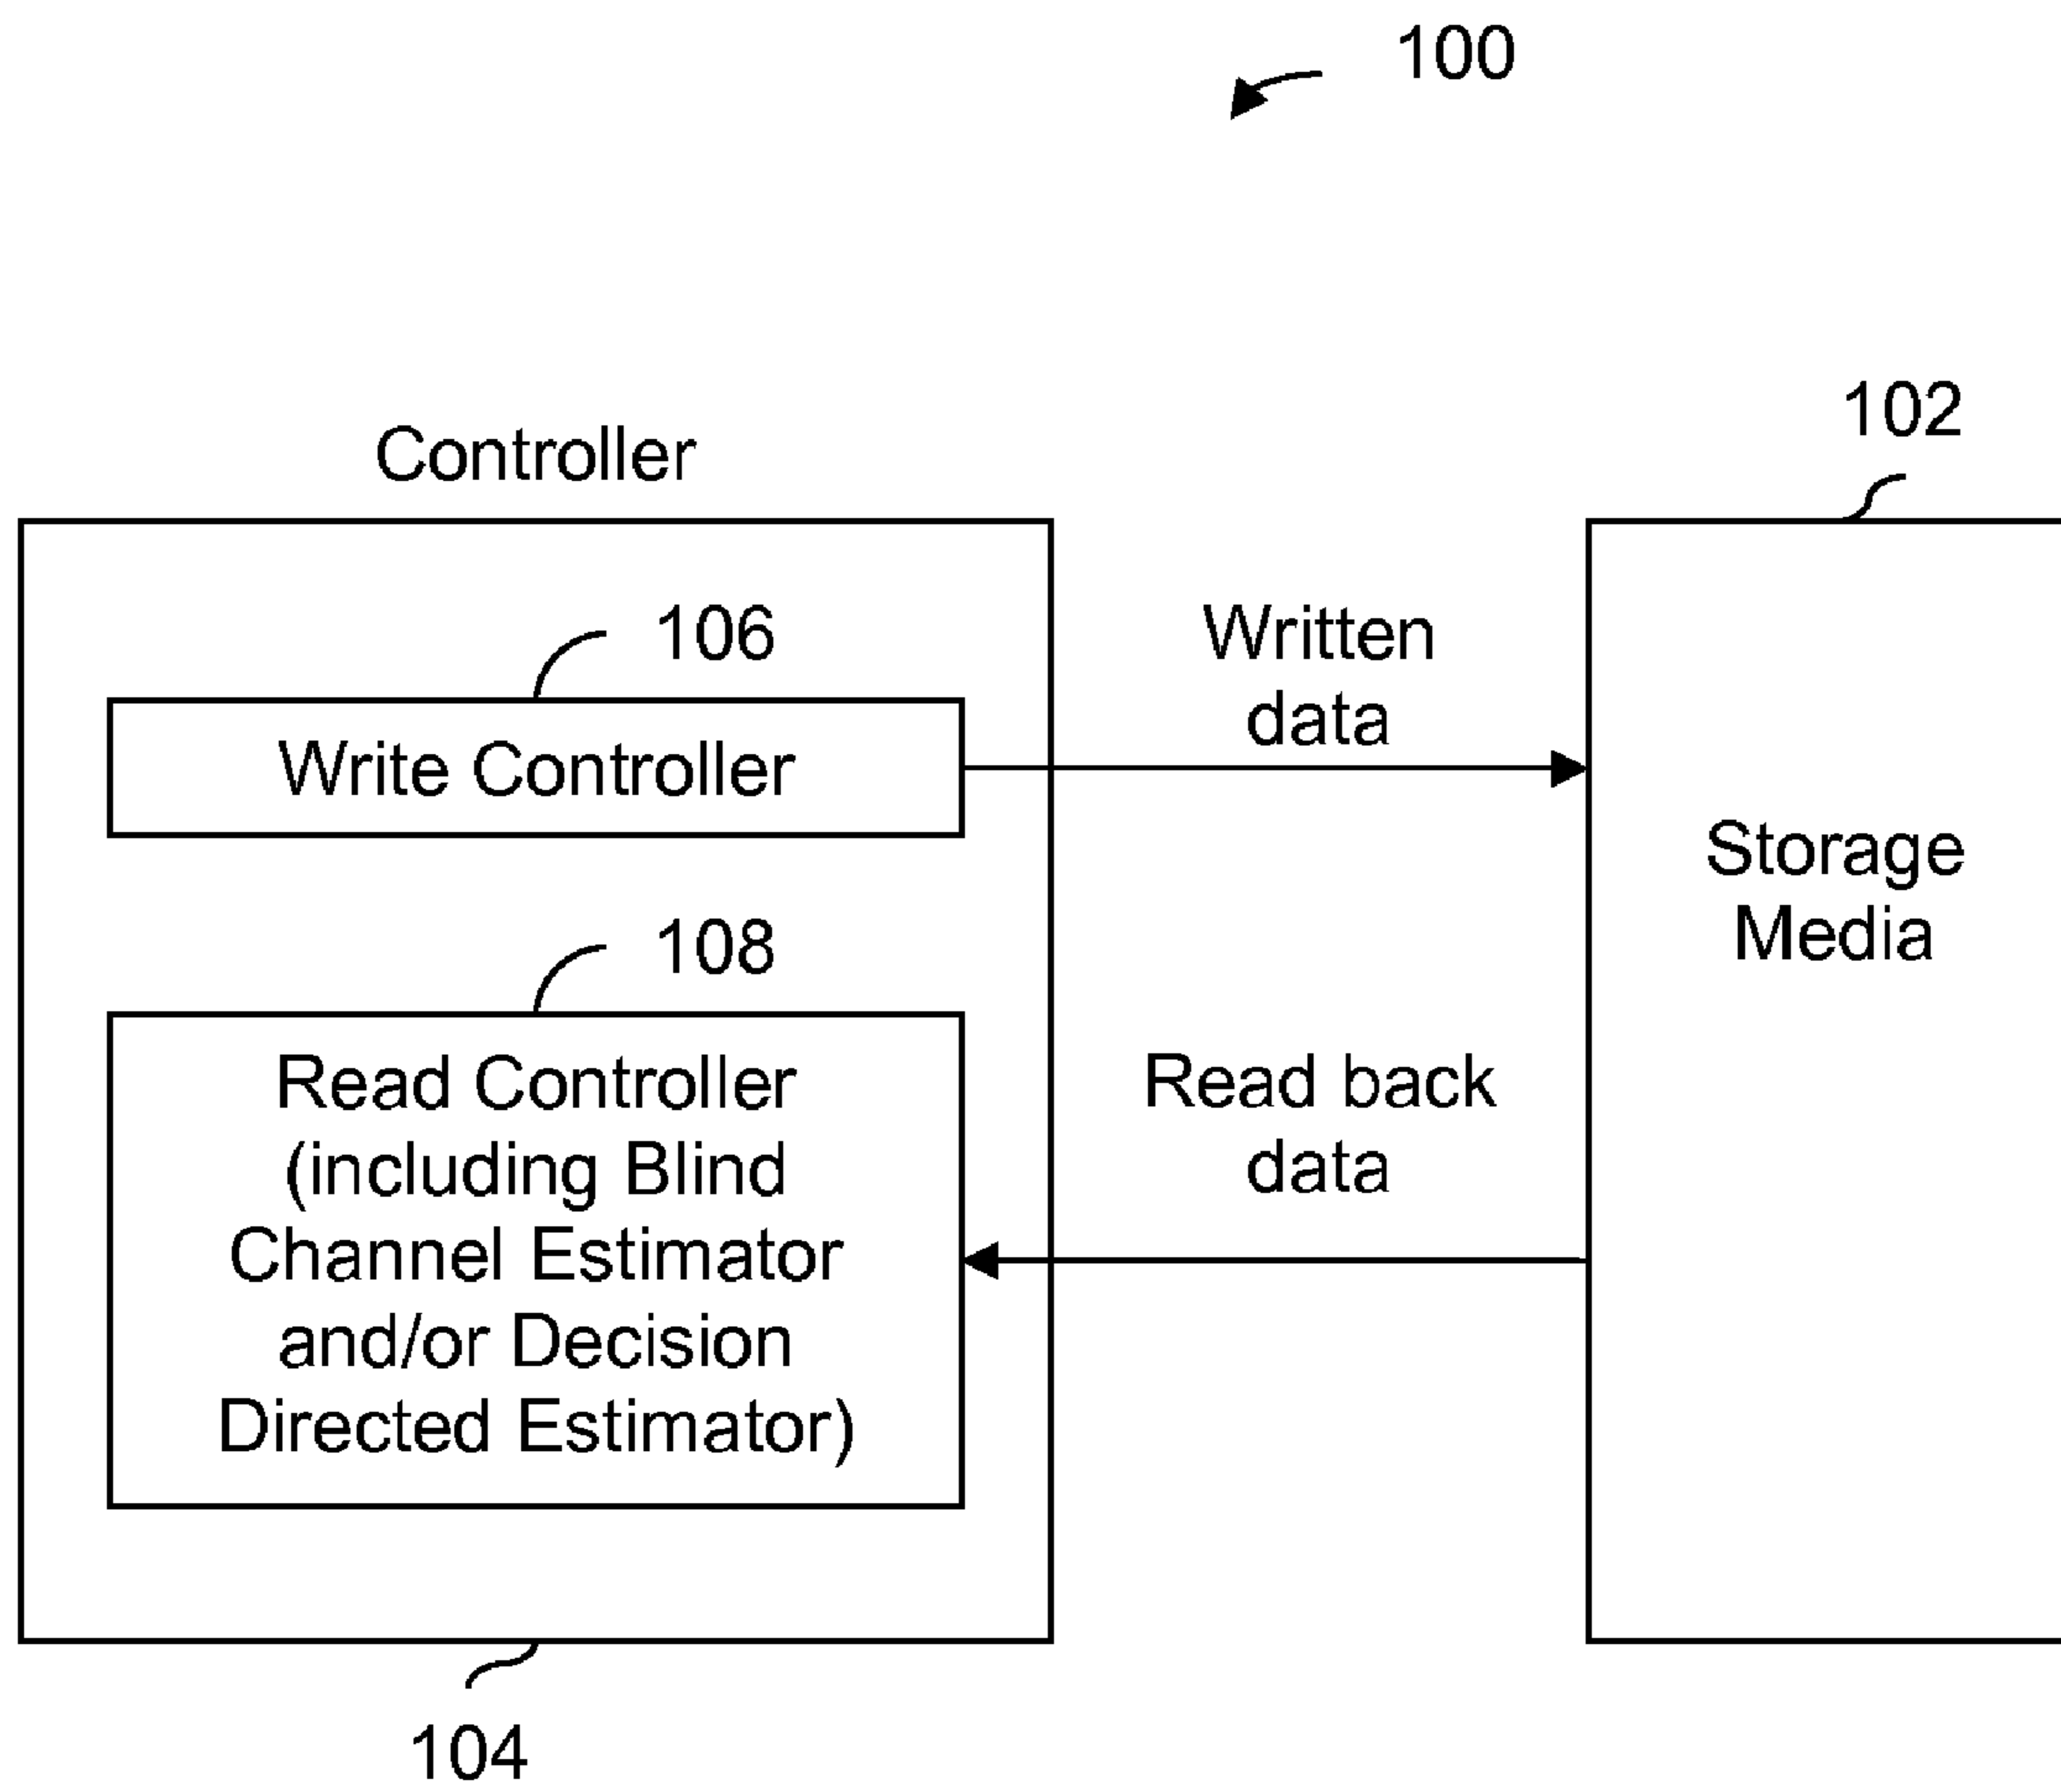 100
102
Controller
106
Written
data
Write Controller
Storage
Media
108
Read Controller
(including Blind
Channel Estimator
and/or Decision
Directed Estimator)
Read back
data
104